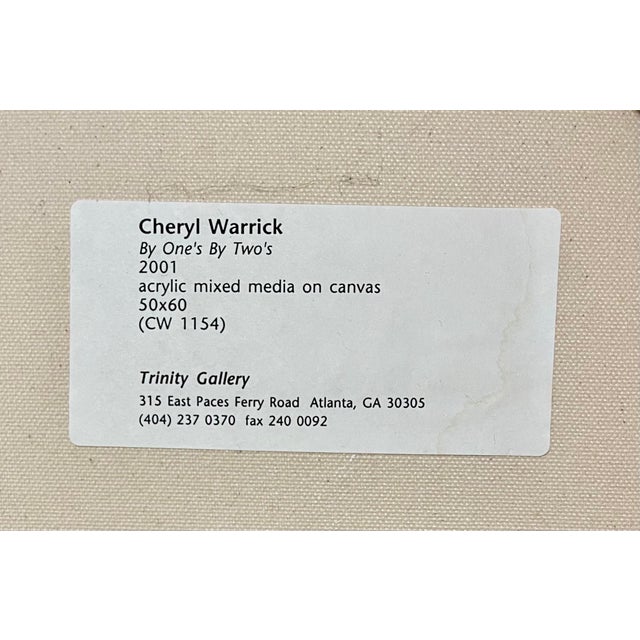 Cheryl Warrick
By One's By Two's
2001
acrylic mixed media on canvas
50x60
(CW 1154)
Trinity Gallery
315 East Paces Ferry Road Atlanta, GA 30305
(404) 237 0370 fax 240 0092